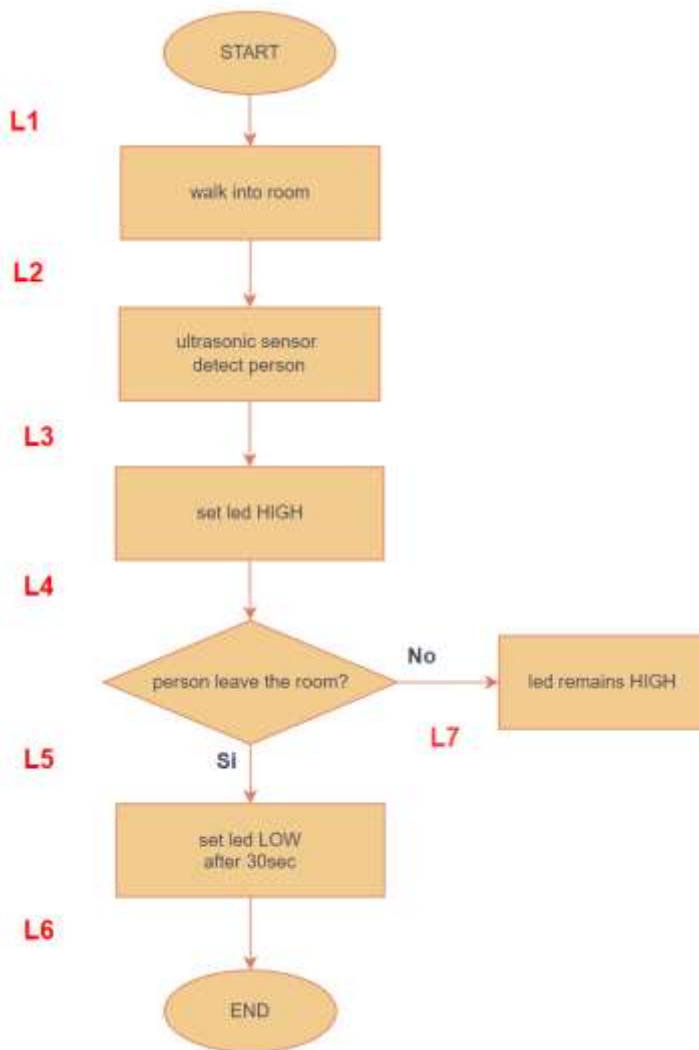 START
L1
walk into room
L2
ultrasonic sensor
detect person
L3
set led HIGH
L4
person leave the room?
No
led remains HIGH
L7
L5
Si
set led LOW
after 30sec
L6
END